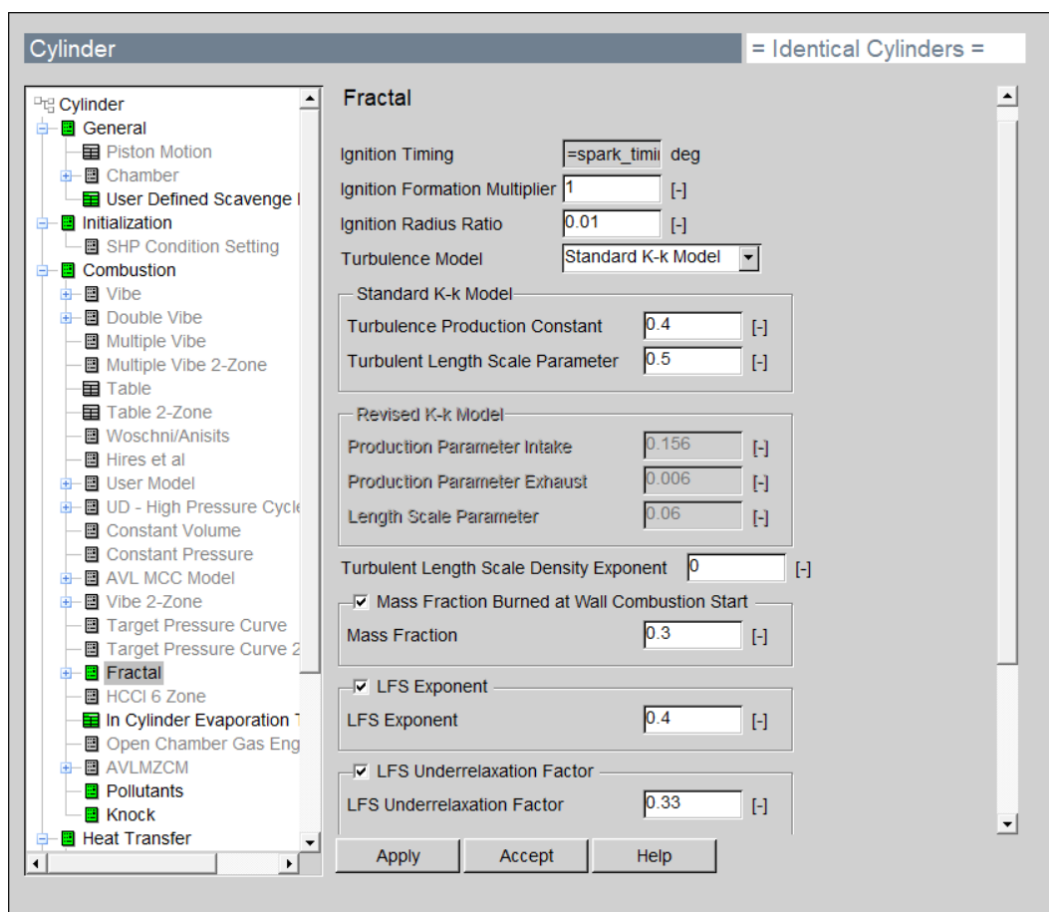 Cylinder
= Identical Cylinders =
Cylinder
General
Piston Motion
Chamber
User Defined Scavenge
Initialization
SHP Condition Setting
Combustion
Vibe
Double Vibe
Multiple Vibe
Multiple Vibe 2-Zone
Table
Table 2-Zone
Woschni/Anisits
Hires et al
User Model
UD - High Pressure Cycle
Constant Volume
Constant Pressure
AVL MCC Model
Vibe 2-Zone
Target Pressure Curve
Target Pressure Curve 2
Fractal
HCCI 6 Zone
In Cylinder Evaporation
Open Chamber Gas Eng
AVLMZCM
Pollutants
Knock
Heat Transfer
Fractal
Ignition Timing =spark_timi deg
Ignition Formation Multiplier 1 [-]
Ignition Radius Ratio 0.01 [-]
Turbulence Model Standard K-k Model
Standard K-k Model
Turbulence Production Constant 0.4 [-]
Turbulent Length Scale Parameter 0.5 [-]
Revised K-k Model
Production Parameter Intake 0.156 [-]
Production Parameter Exhaust 0.006 [-]
Length Scale Parameter 0.06 [-]
Turbulent Length Scale Density Exponent 0 [-]
Mass Fraction Burned at Wall Combustion Start
Mass Fraction 0.3 [-]
LFS Exponent
LFS Exponent 0.4 [-]
LFS Underrelaxation Factor
LFS Underrelaxation Factor 0.33 [-]
Apply Accept Help